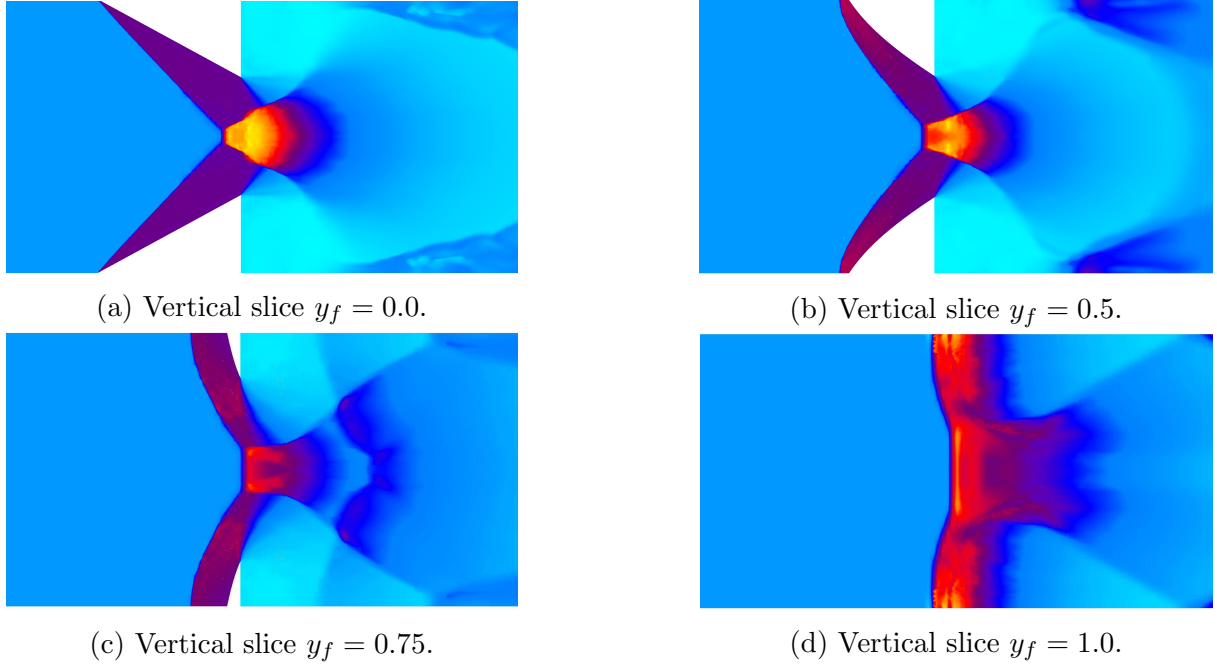 (a) Vertical slice $y_f = 0.0$.
(b) Vertical slice $y_f = 0.5$.
(c) Vertical slice $y_f = 0.75$.
(d) Vertical slice $y_f = 1.0$.